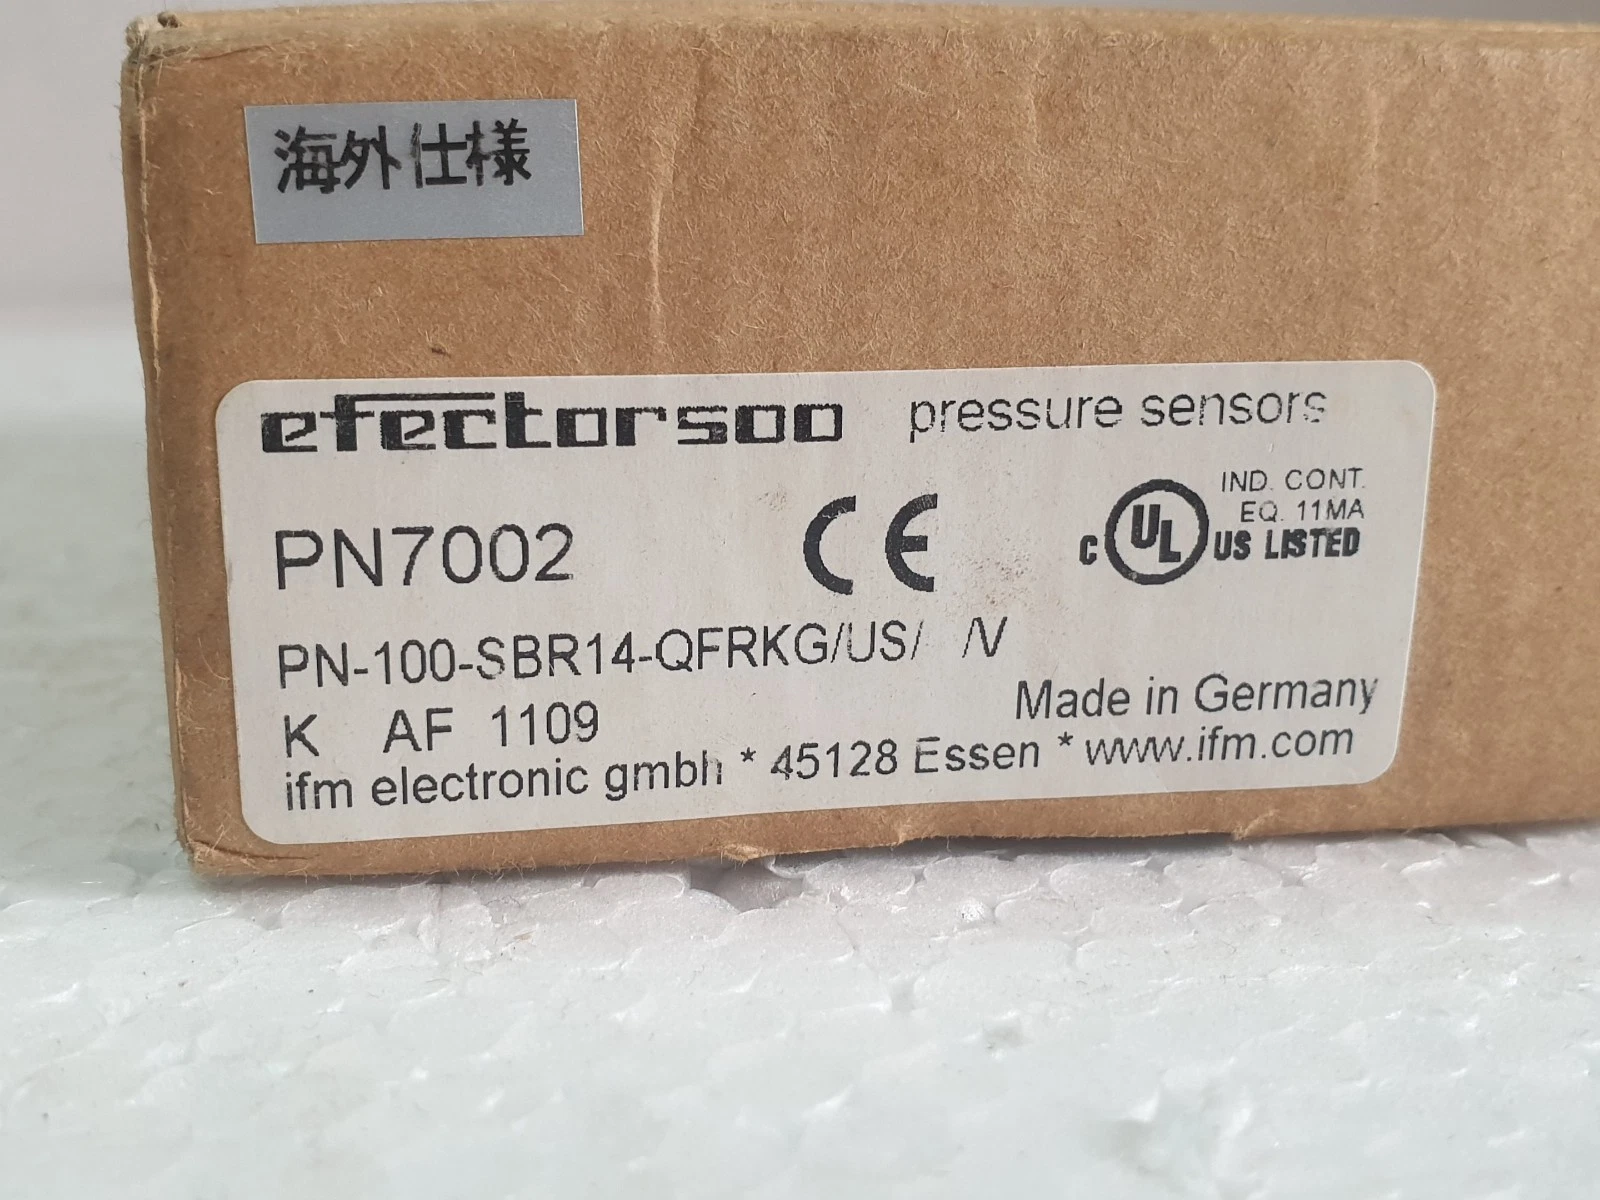 海外仕様
efector500 pressure sensors
PN7002
CE
IND. CONT.
EQ. 11MA
c UL US LISTED
PN-100-SBR14-QFRKG/US/ /V
K AF 1109
Made in Germany
ifm electronic gmbh * 45128 Essen * www.ifm.com